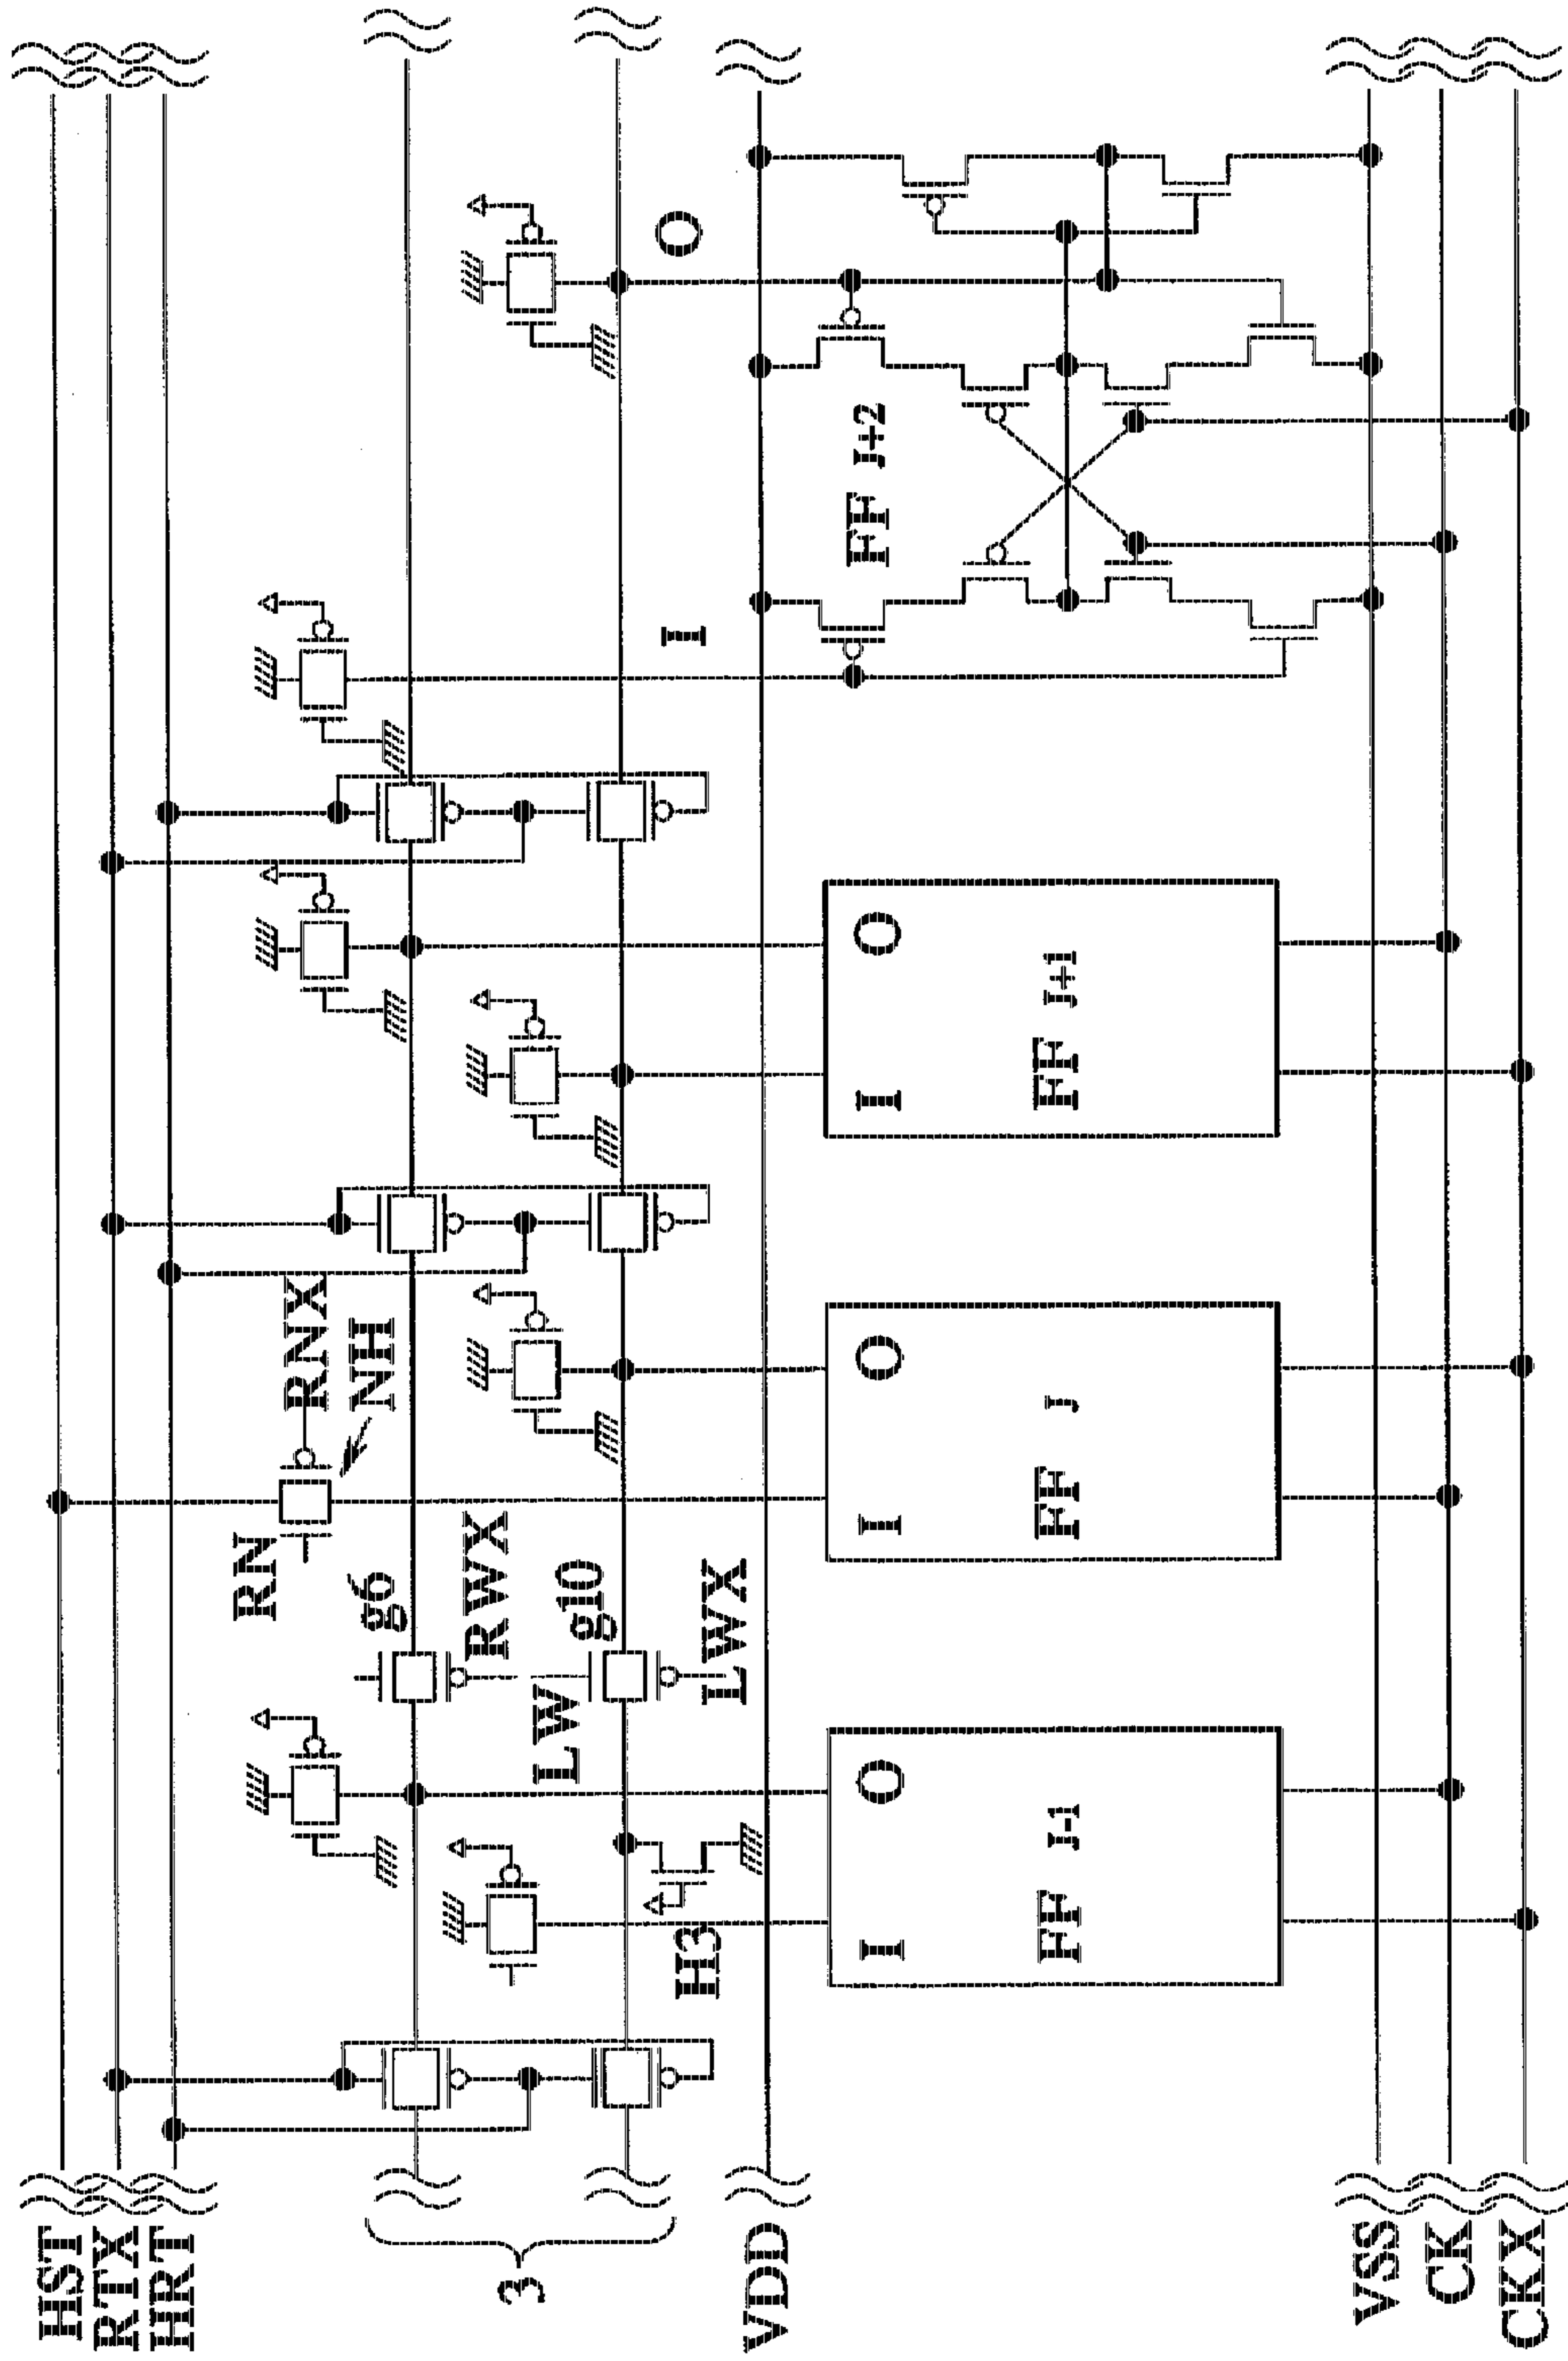 HST
RTX
HRT
3
VDD
VSS
CK
CKX
RN
RNX
NH
g6
RWX
LW
g10
LWX
H3
I
O
FF J-1
I
O
FF J
I
O
FF J+1
I
O
FF J+2